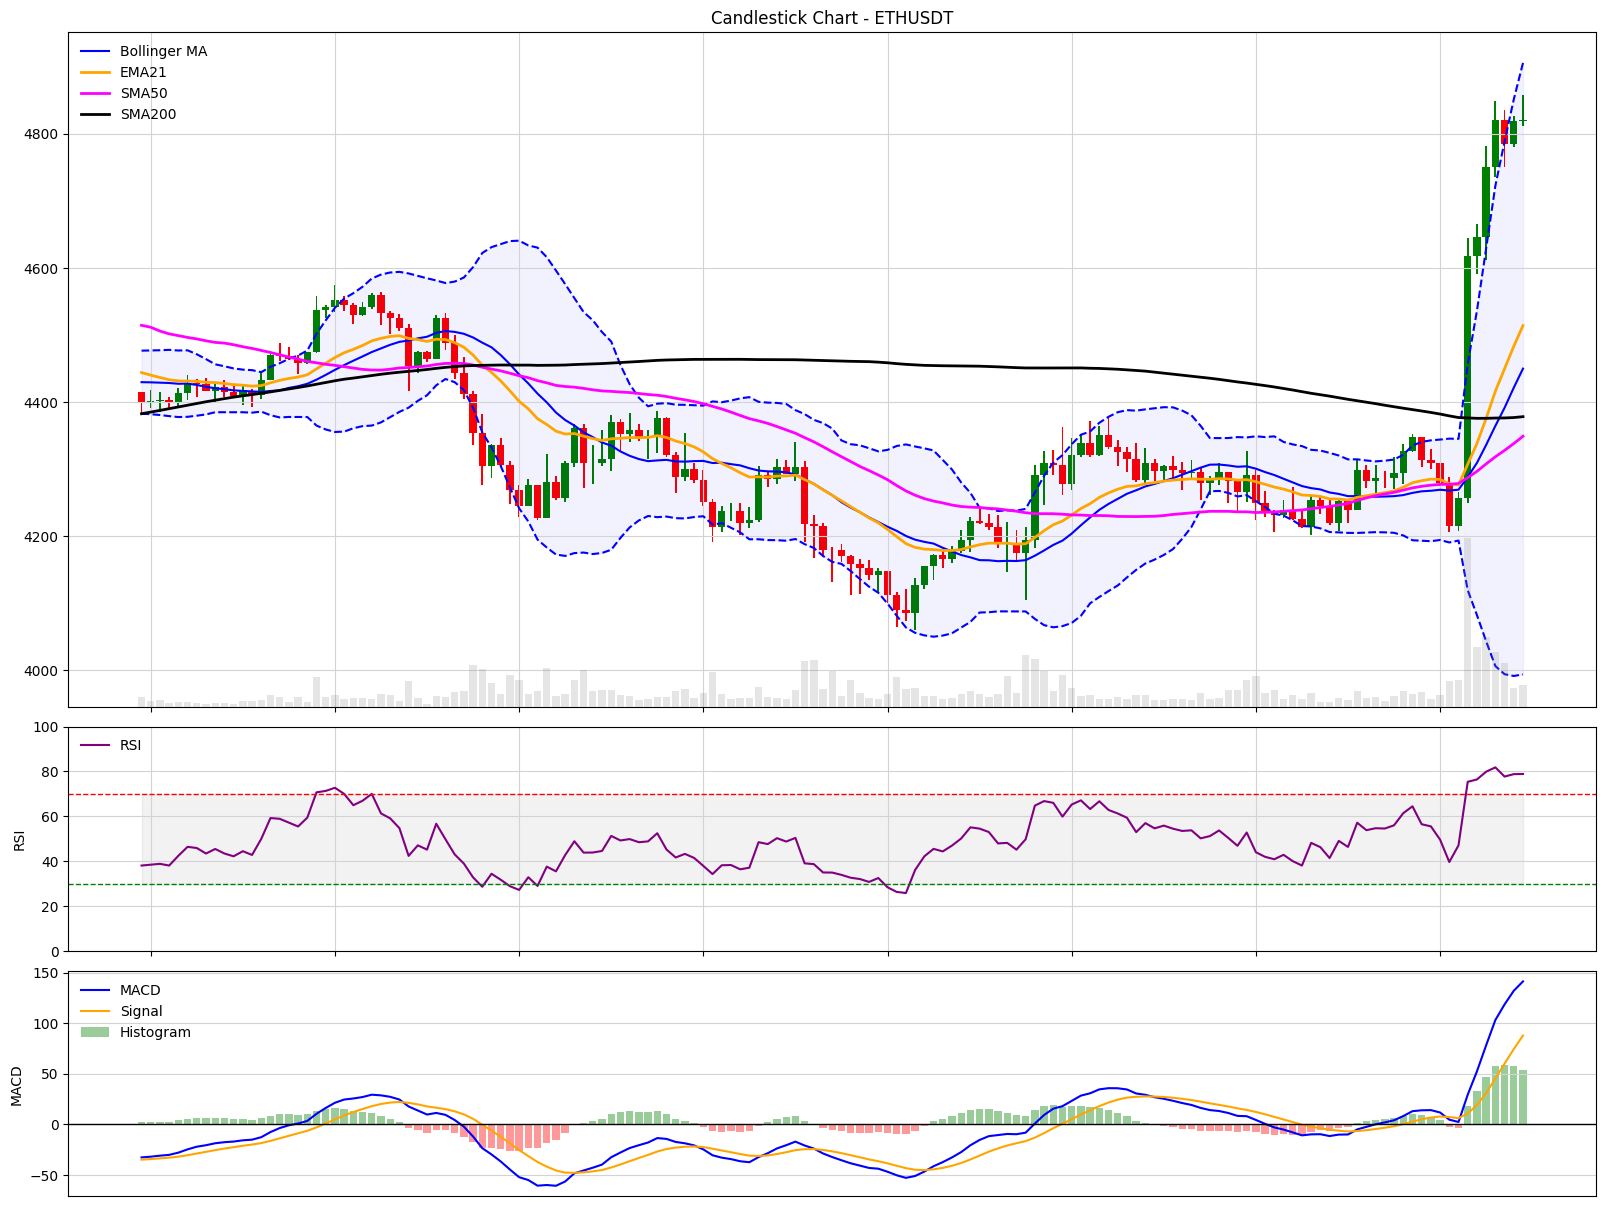 Candlestick Chart - ETHUSDT
Bollinger MA
EMA21
SMA50
SMA200
4800
4600
4400
4200
4000
RSI
100
80
60
40
20
0
RSI
MACD
Signal
Histogram
150
100
50
0
−50
MACD